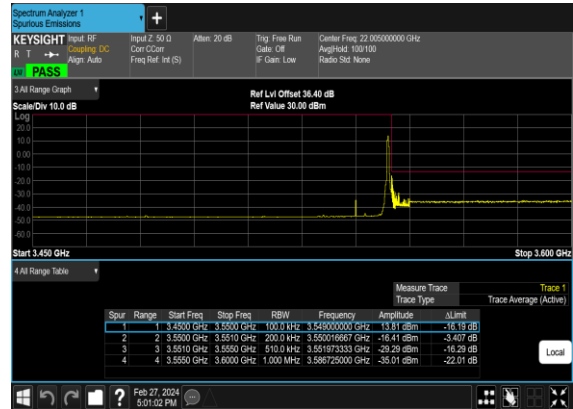 Spectrum Analyzer 1
Spurious Emissions
KEYSIGHT Input: RF Input Z: 50 Ω Atten: 20 dB Trig: Free Run Center Freq: 22.005000000 GHz
R T Coupling: DC Corr CCorr Gate: Off Avg|Hold: 100/100
Align: Auto Freq Ref: Int (S) IF Gain: Low Radio Std: None
LW PASS
3 All Range Graph
Ref Lvl Offset 36.40 dB
Scale/Div 10.0 dB Ref Value 30.00 dBm
Log
20.0
10.0
0.00
-10.0
-20.0
-30.0
-40.0
-50.0
-60.0
Start 3.450 GHz Stop 3.600 GHz
4 All Range Table
Measure Trace Trace 1
Trace Type Trace Average (Active)
Spur Range Start Freq Stop Freq RBW Frequency Amplitude ΔLimit
1 1 3.4500 GHz 3.5500 GHz 100.0 kHz 3.549000000 GHz 13.81 dBm -16.19 dB
2 2 3.5500 GHz 3.5510 GHz 200.0 kHz 3.550016667 GHz -16.41 dBm -3.407 dB
3 3 3.5510 GHz 3.5550 GHz 510.0 kHz 3.551973333 GHz -29.29 dBm -16.29 dB
4 4 3.5550 GHz 3.6000 GHz 1.000 MHz 3.586725000 GHz -35.01 dBm -22.01 dB
Local
? Feb 27, 2024
5:01:02 PM